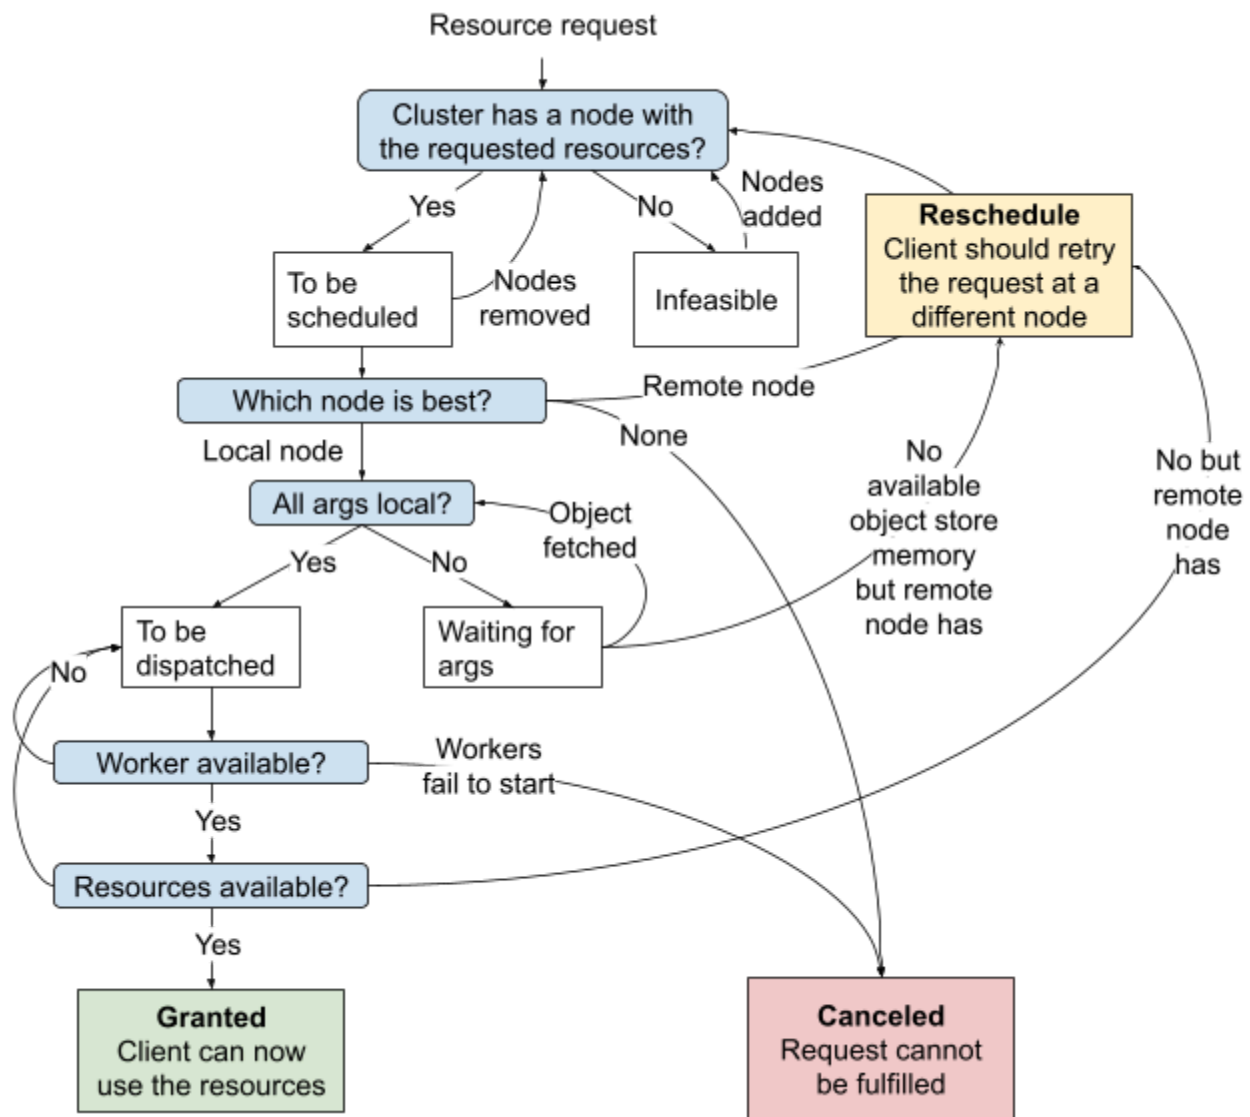 Resource request
Cluster has a node with
the requested resources?
Yes
No
Nodes
added
Reschedule
Client should retry
the request at a
different node
To be
scheduled
Nodes
removed
Infeasible
Which node is best?
Remote node
None
Local node
All args local?
Object
fetched
No
available
object store
memory
but remote
node has
No but
remote
node
has
Yes
No
To be
dispatched
Waiting for
args
No
Worker available?
Workers
fail to start
Yes
Resources available?
Yes
Granted
Client can now
use the resources
Canceled
Request cannot
be fulfilled